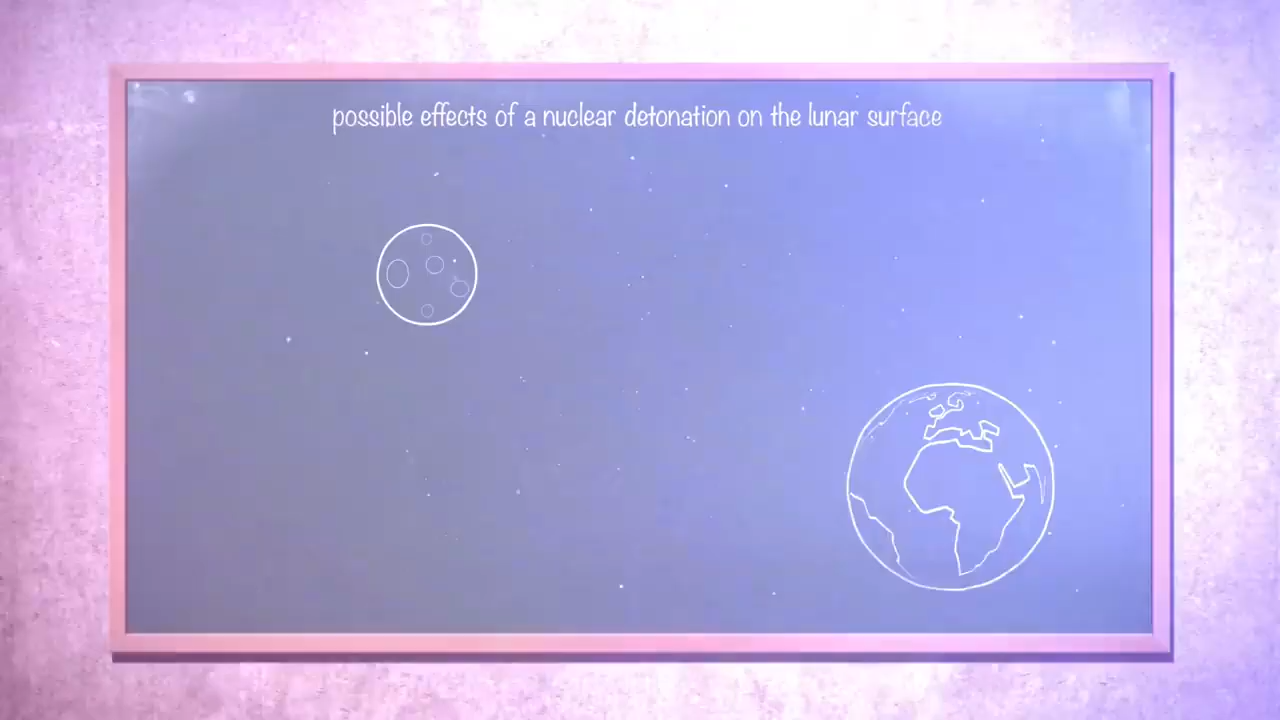 possible effects of a nuclear detonation on the lunar surface